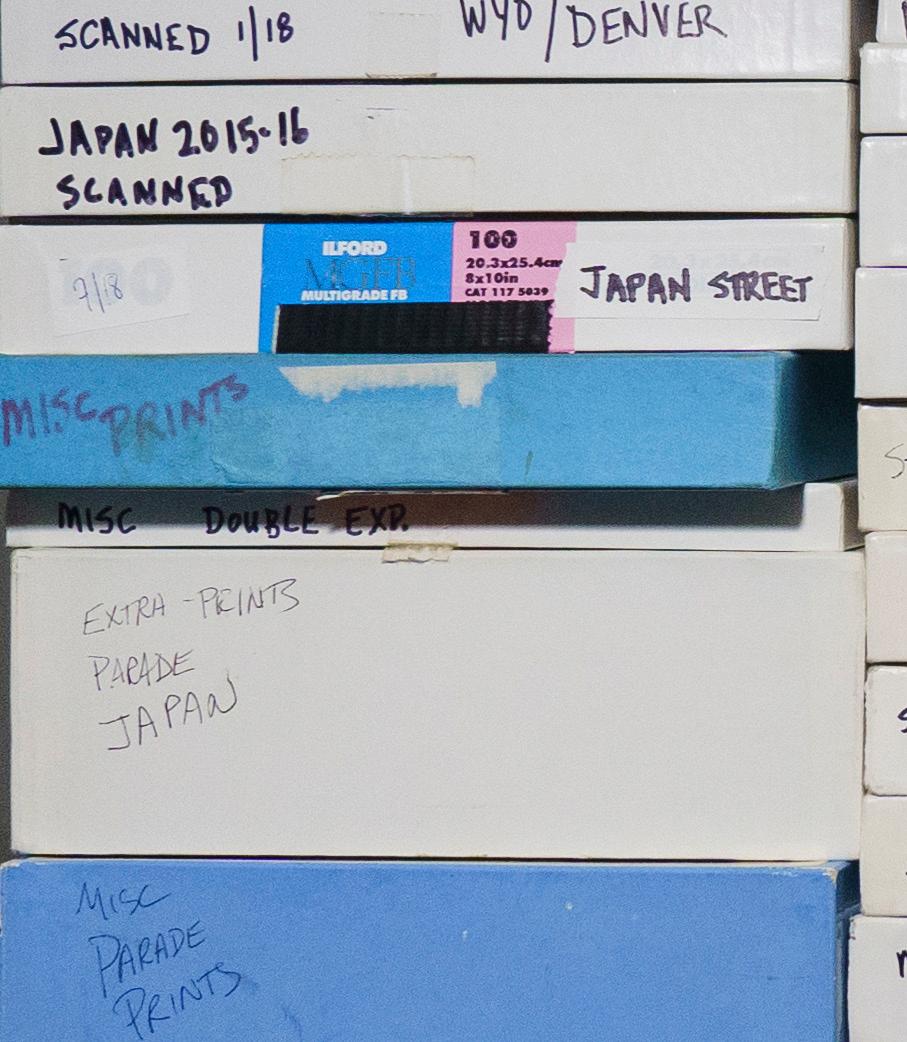 SCANNED 1/18 WYO/DENVER
JAPAN 2015-16
SCANNED
7/18
ILFORD
MGIFB
MULTIGRADE FB
100
20.3x25.4cm
8x10in
CAT 117 5039
JAPAN STREET
MISC PRINTS
MISC DOUBLE EXP.
EXTRA-PRINTS
PARADE
JAPAN
MISC
PARADE
PRINTS